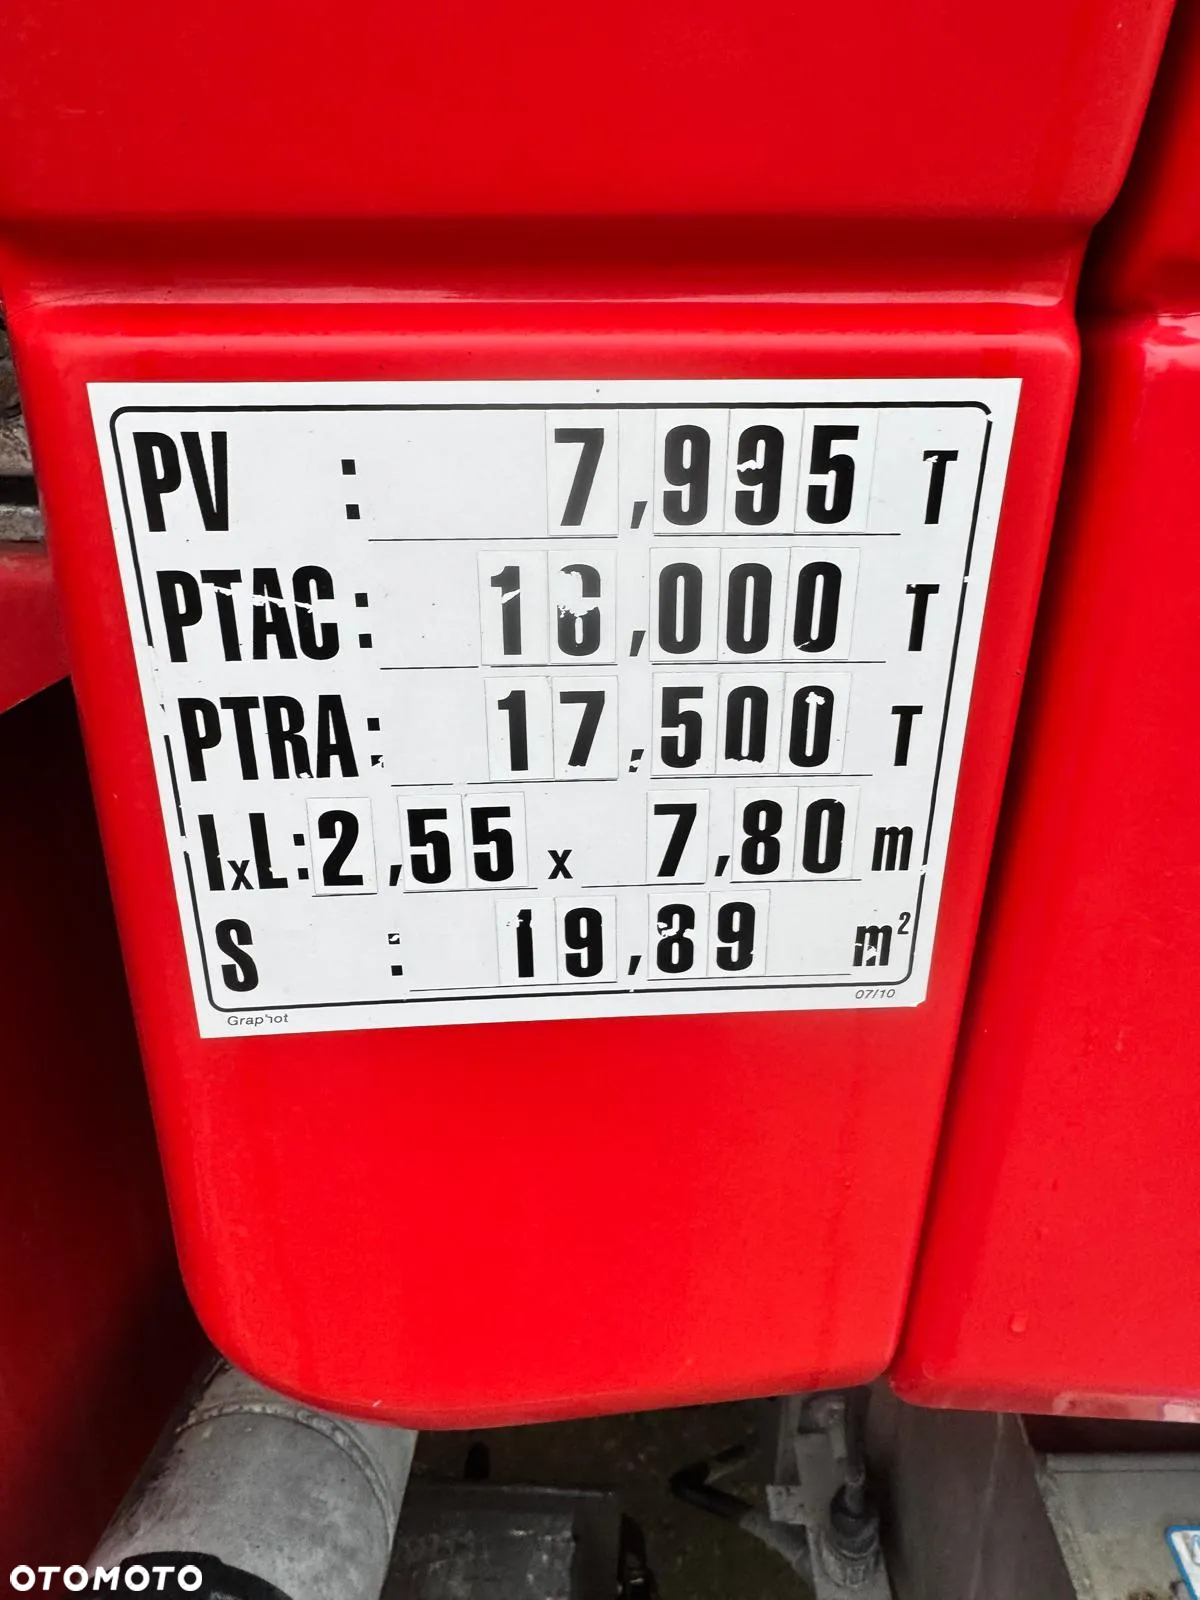 PV : 7,995 T
PTAC: 16,000 T
PTRA: 17,500 T
lxL: 2,55 x 7,80 m
S : 19,89 m²
07/10
OTOMOTO